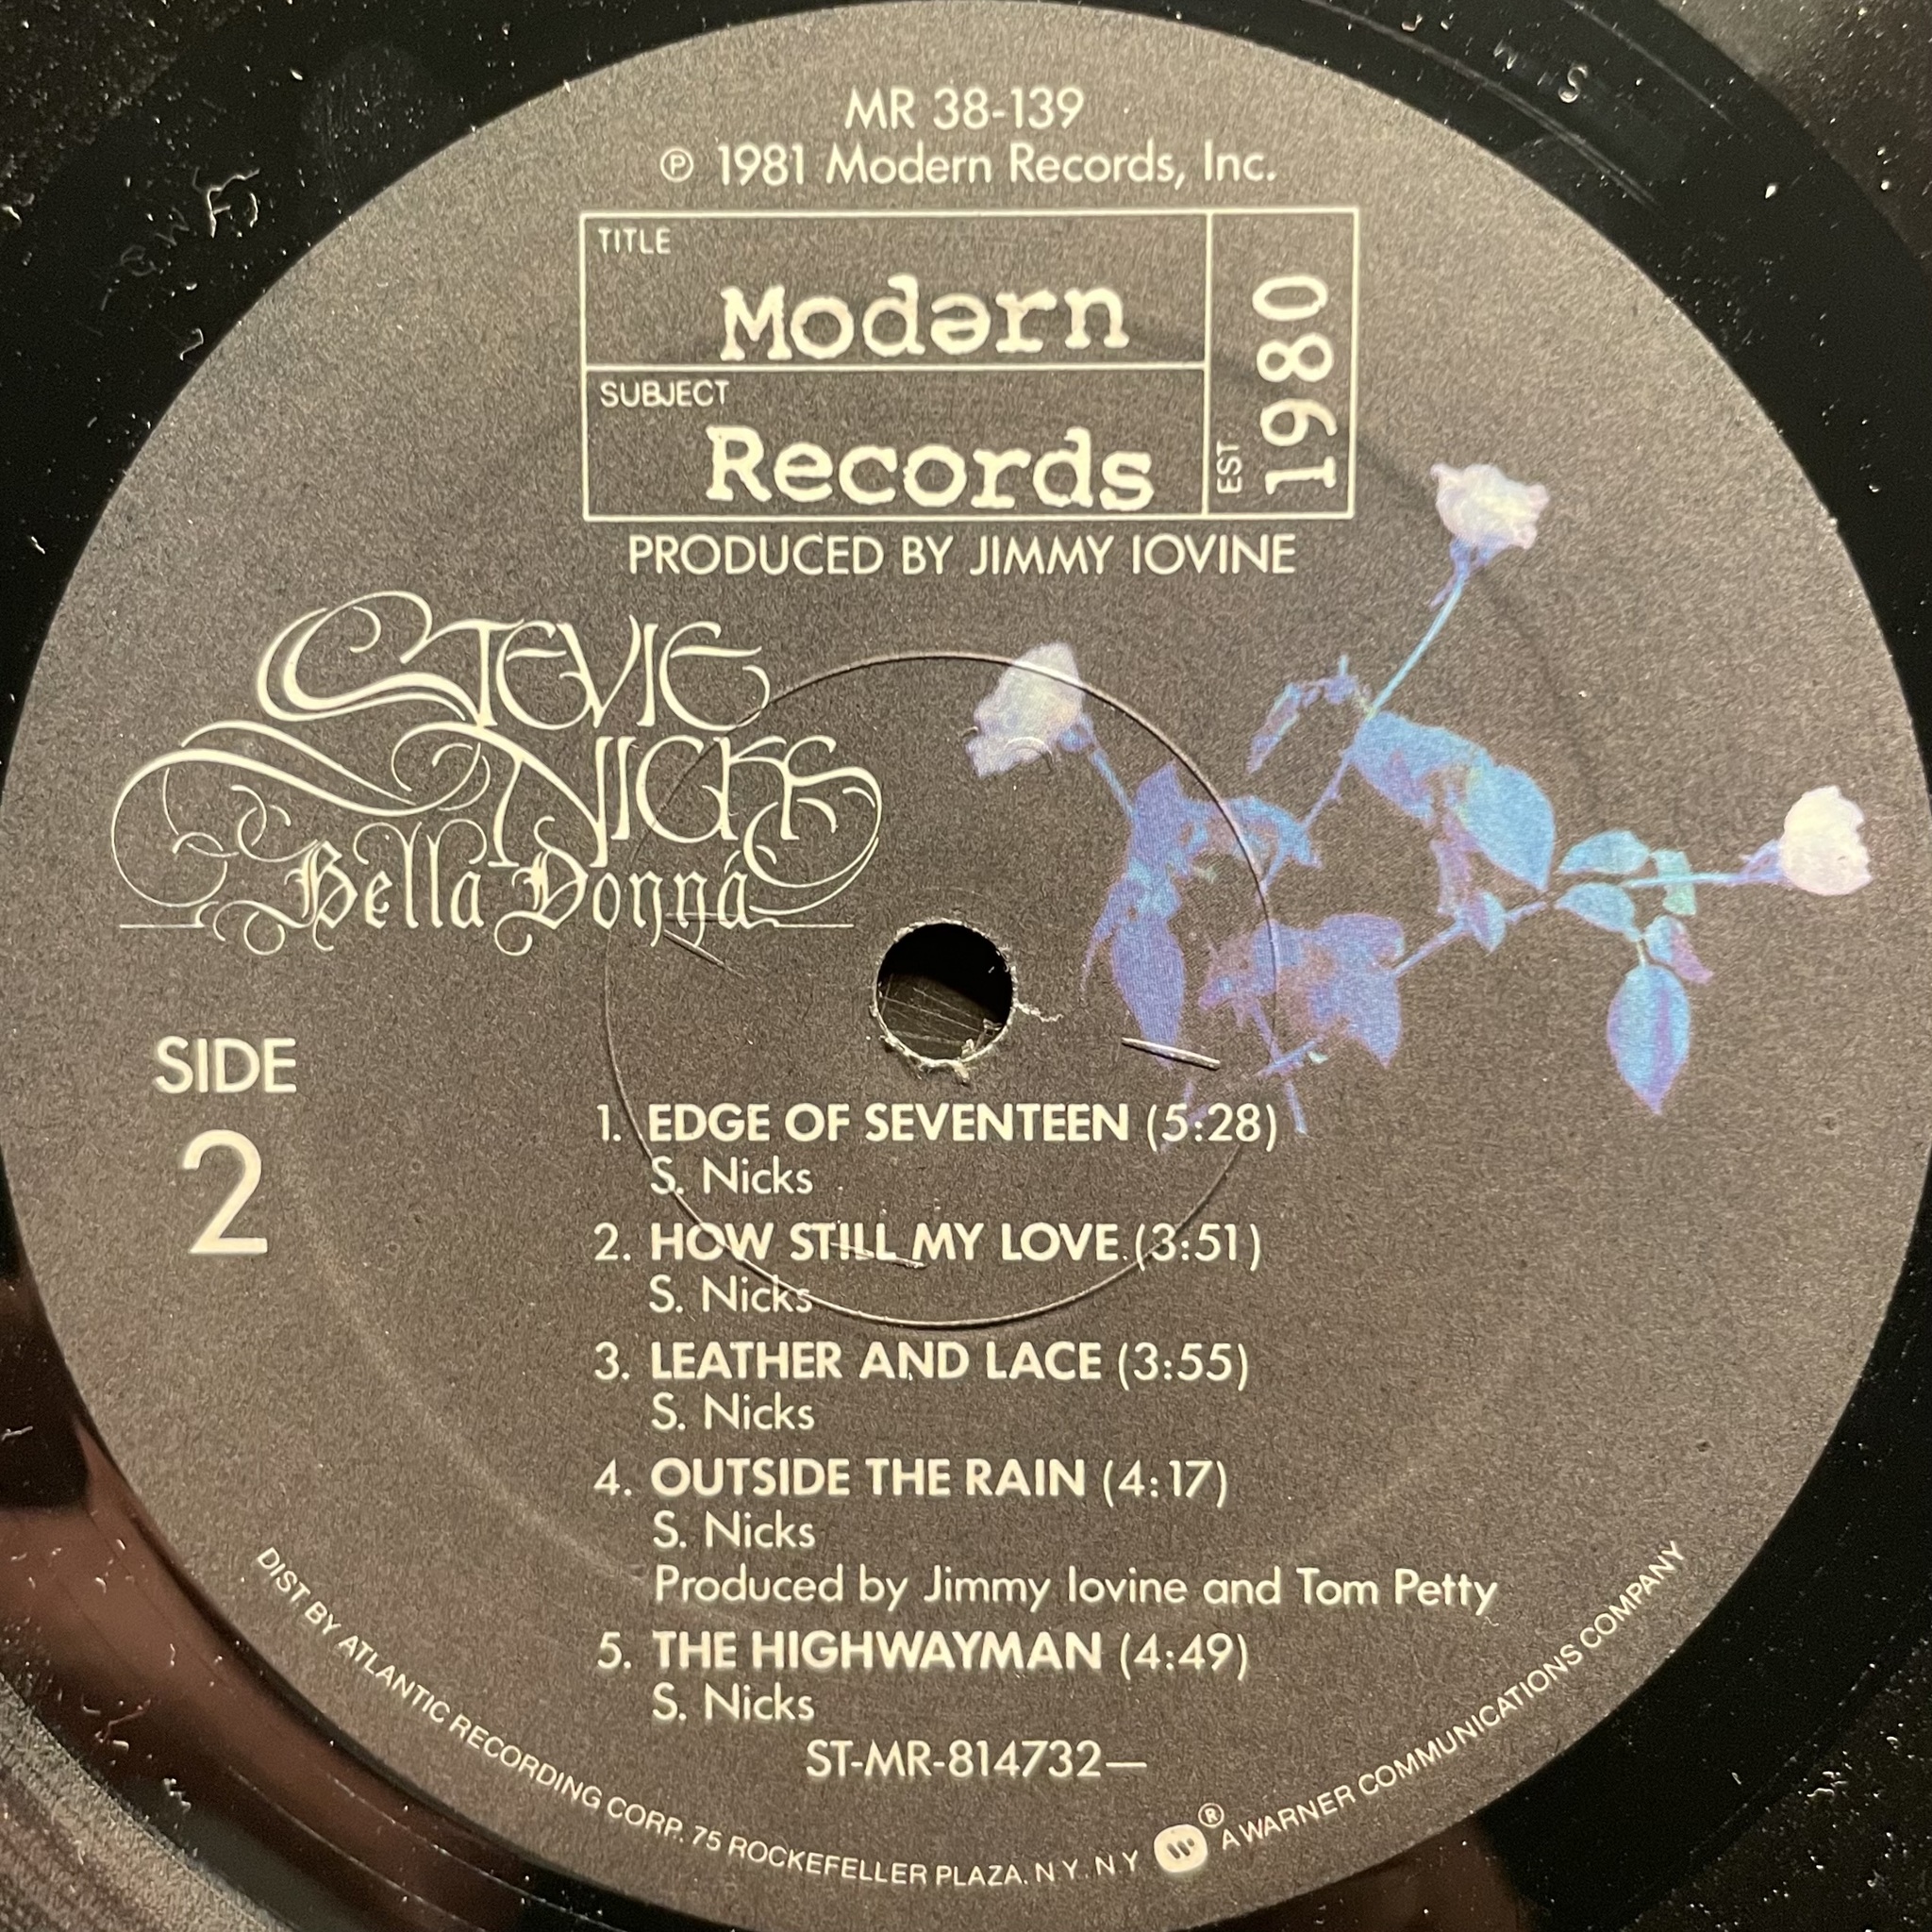 MR 38-139
℗ 1981 Modern Records, Inc.
TITLE
Modərn
SUBJECT
Records
EST 1980
PRODUCED BY JIMMY IOVINE
STEVIE
NICKS
Bella Donna
SIDE
2
1. EDGE OF SEVENTEEN (5:28)
S. Nicks
2. HOW STILL MY LOVE (3:51)
S. Nicks
3. LEATHER AND LACE (3:55)
S. Nicks
4. OUTSIDE THE RAIN (4:17)
S. Nicks
Produced by Jimmy Iovine and Tom Petty
5. THE HIGHWAYMAN (4:49)
S. Nicks
ST-MR-814732—
DIST BY ATLANTIC RECORDING CORP. 75 ROCKEFELLER PLAZA. N Y. N Y ® A WARNER COMMUNICATIONS COMPANY